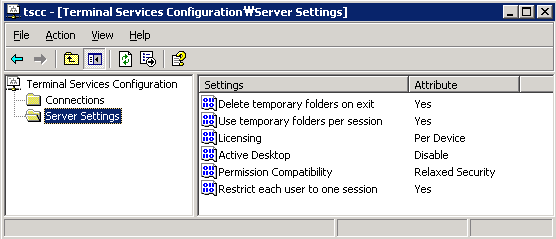 tscc - [Terminal Services Configuration₩Server Settings]
File Action View Help
Terminal Services Configuration
Connections
Server Settings
Settings Attribute
Delete temporary folders on exit Yes
Use temporary folders per session Yes
Licensing Per Device
Active Desktop Disable
Permission Compatibility Relaxed Security
Restrict each user to one session Yes